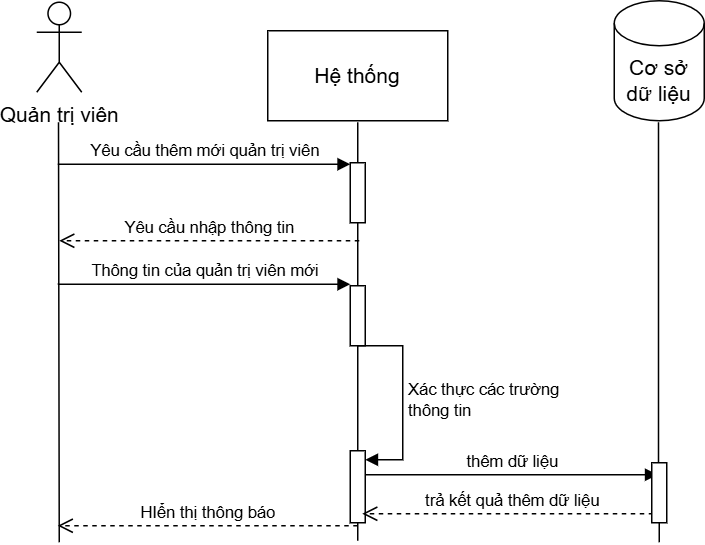 Quản trị viên
Hệ thống
Cơ sở
dữ liệu
Yêu cầu thêm mới quản trị viên
Yêu cầu nhập thông tin
Thông tin của quản trị viên mới
Xác thực các trường
thông tin
thêm dữ liệu
trả kết quả thêm dữ liệu
HIển thị thông báo